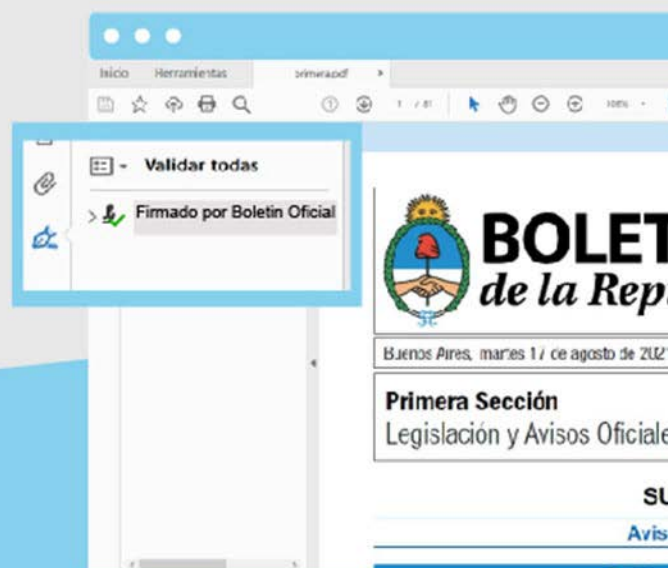 Inicio Herramientas primera.pdf
1 / 81
Validar todas
Firmado por Boletin Oficial
BOLET
de la Rep
Buenos Aires, martes 17 de agosto de 2021
Primera Sección
Legislación y Avisos Oficiale
SU
Avis